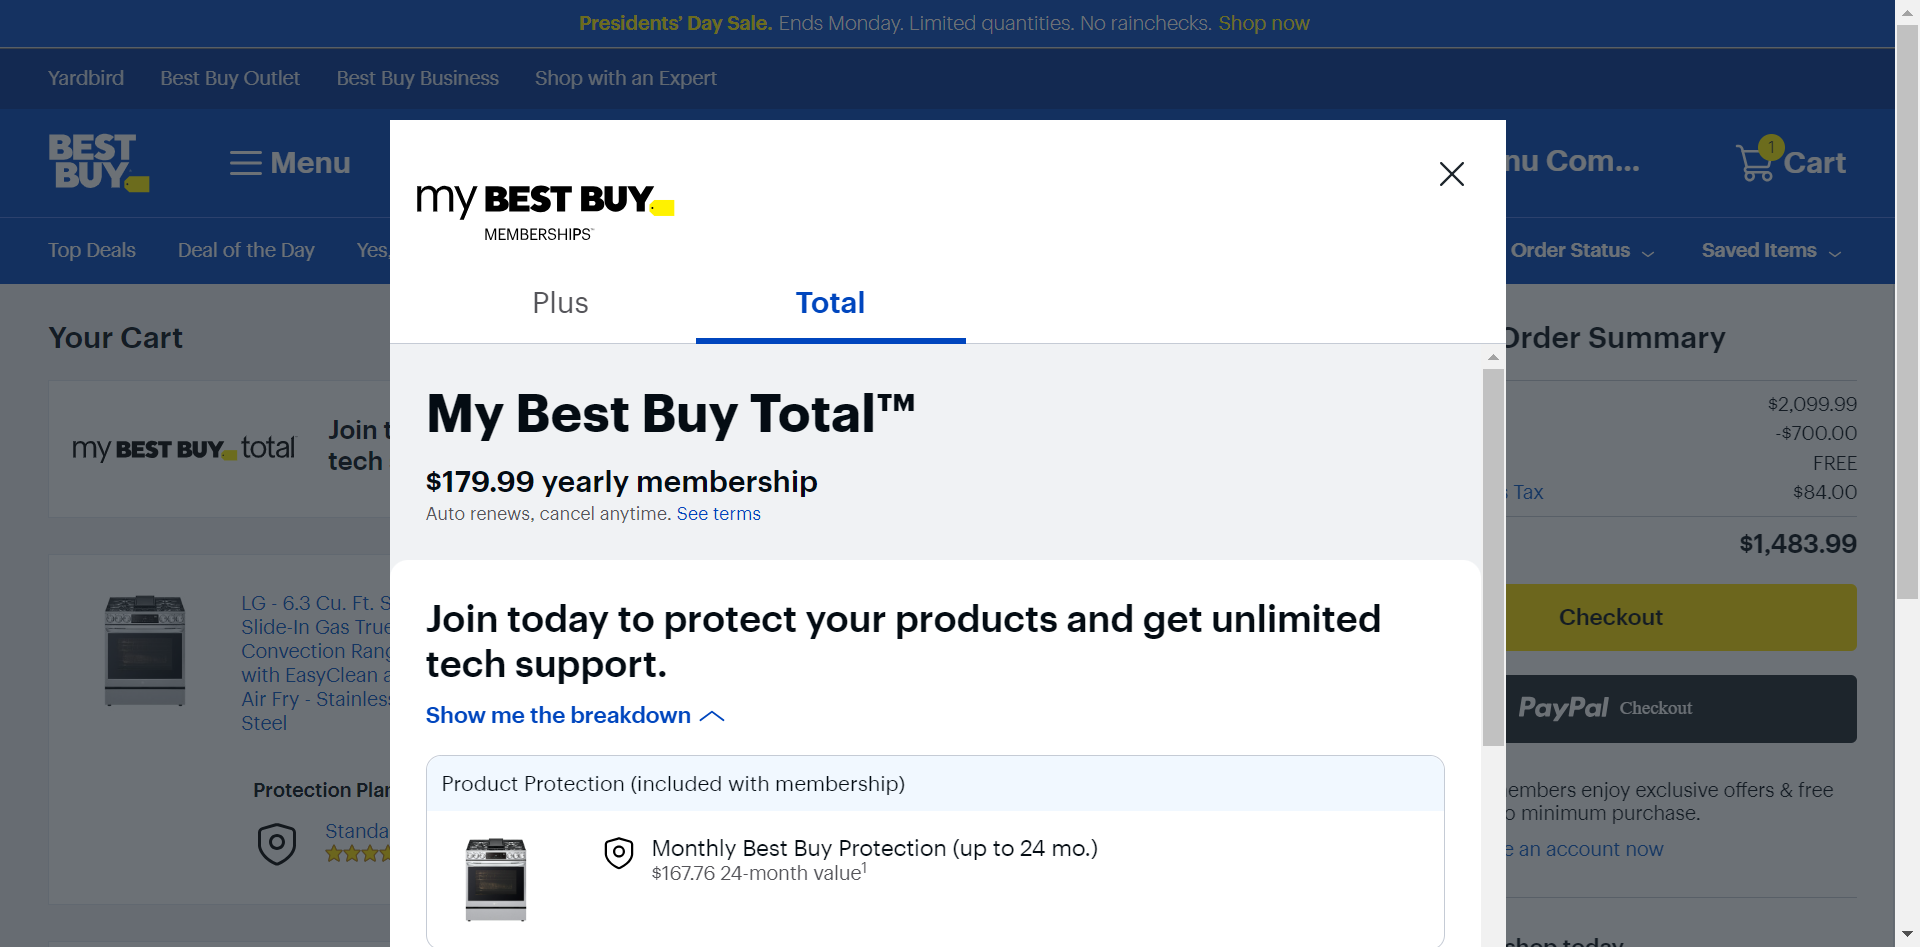 Presidents' Day Sale. Ends Monday. Limited quantities. No rainchecks. Shop now
Yardbird Best Buy Outlet Best Buy Business Shop with an Expert
BEST
BUY
Menu
nu Com...
1
Cart
Top Deals Deal of the Day Yes,
Order Status Saved Items
my BEST BUY
MEMBERSHIPS
Plus Total
My Best Buy Total™
$179.99 yearly membership
Auto renews, cancel anytime. See terms
Join today to protect your products and get unlimited
tech support.
Show me the breakdown
Product Protection (included with membership)
Monthly Best Buy Protection (up to 24 mo.)
$167.76 24-month value1
Your Cart
my BEST BUY total
Join t
tech
LG - 6.3 Cu. Ft. S
Slide-In Gas True
Convection Rang
with EasyClean a
Air Fry - Stainless
Steel
Protection Plan
Standa
Order Summary
$2,099.99
-$700.00
FREE
s Tax $84.00
$1,483.99
Checkout
PayPal Checkout
embers enjoy exclusive offers & free
o minimum purchase.
e an account now
shop today